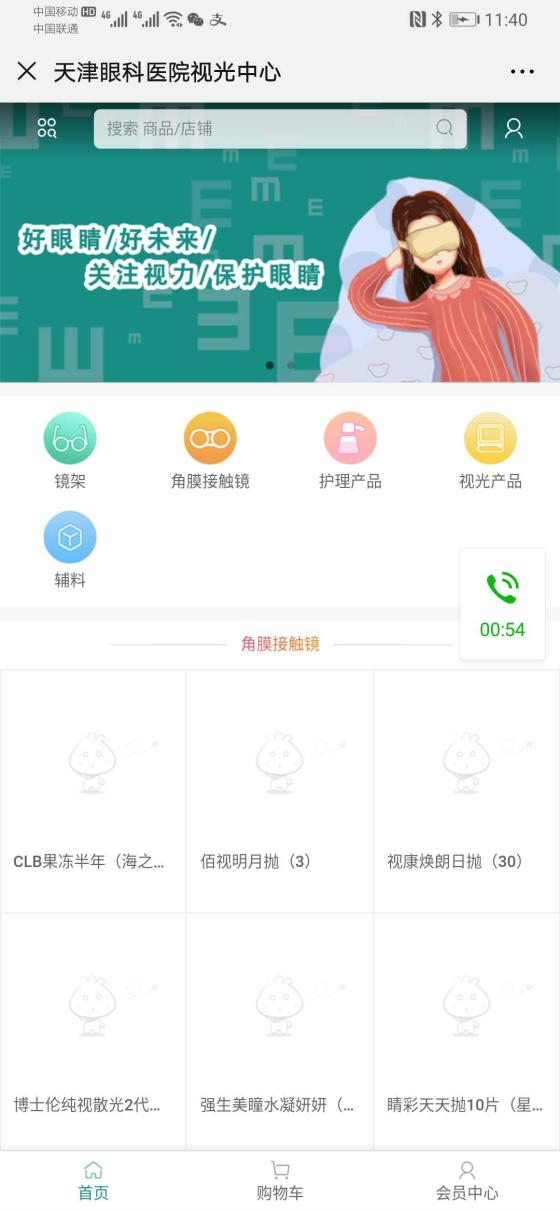 中国移动 HD 4G 4G 11:40
中国联通
天津眼科医院视光中心
搜索 商品/店铺
好眼睛/好未来/
关注视力/保护眼睛
镜架
角膜接触镜
护理产品
视光产品
辅料
00:54
角膜接触镜
CLB果冻半年（海之...
佰视明月抛（3）
视康焕朗日抛（30）
博士伦纯视散光2代...
强生美瞳水凝妍妍（...
睛彩天天抛10片（星...
首页
购物车
会员中心